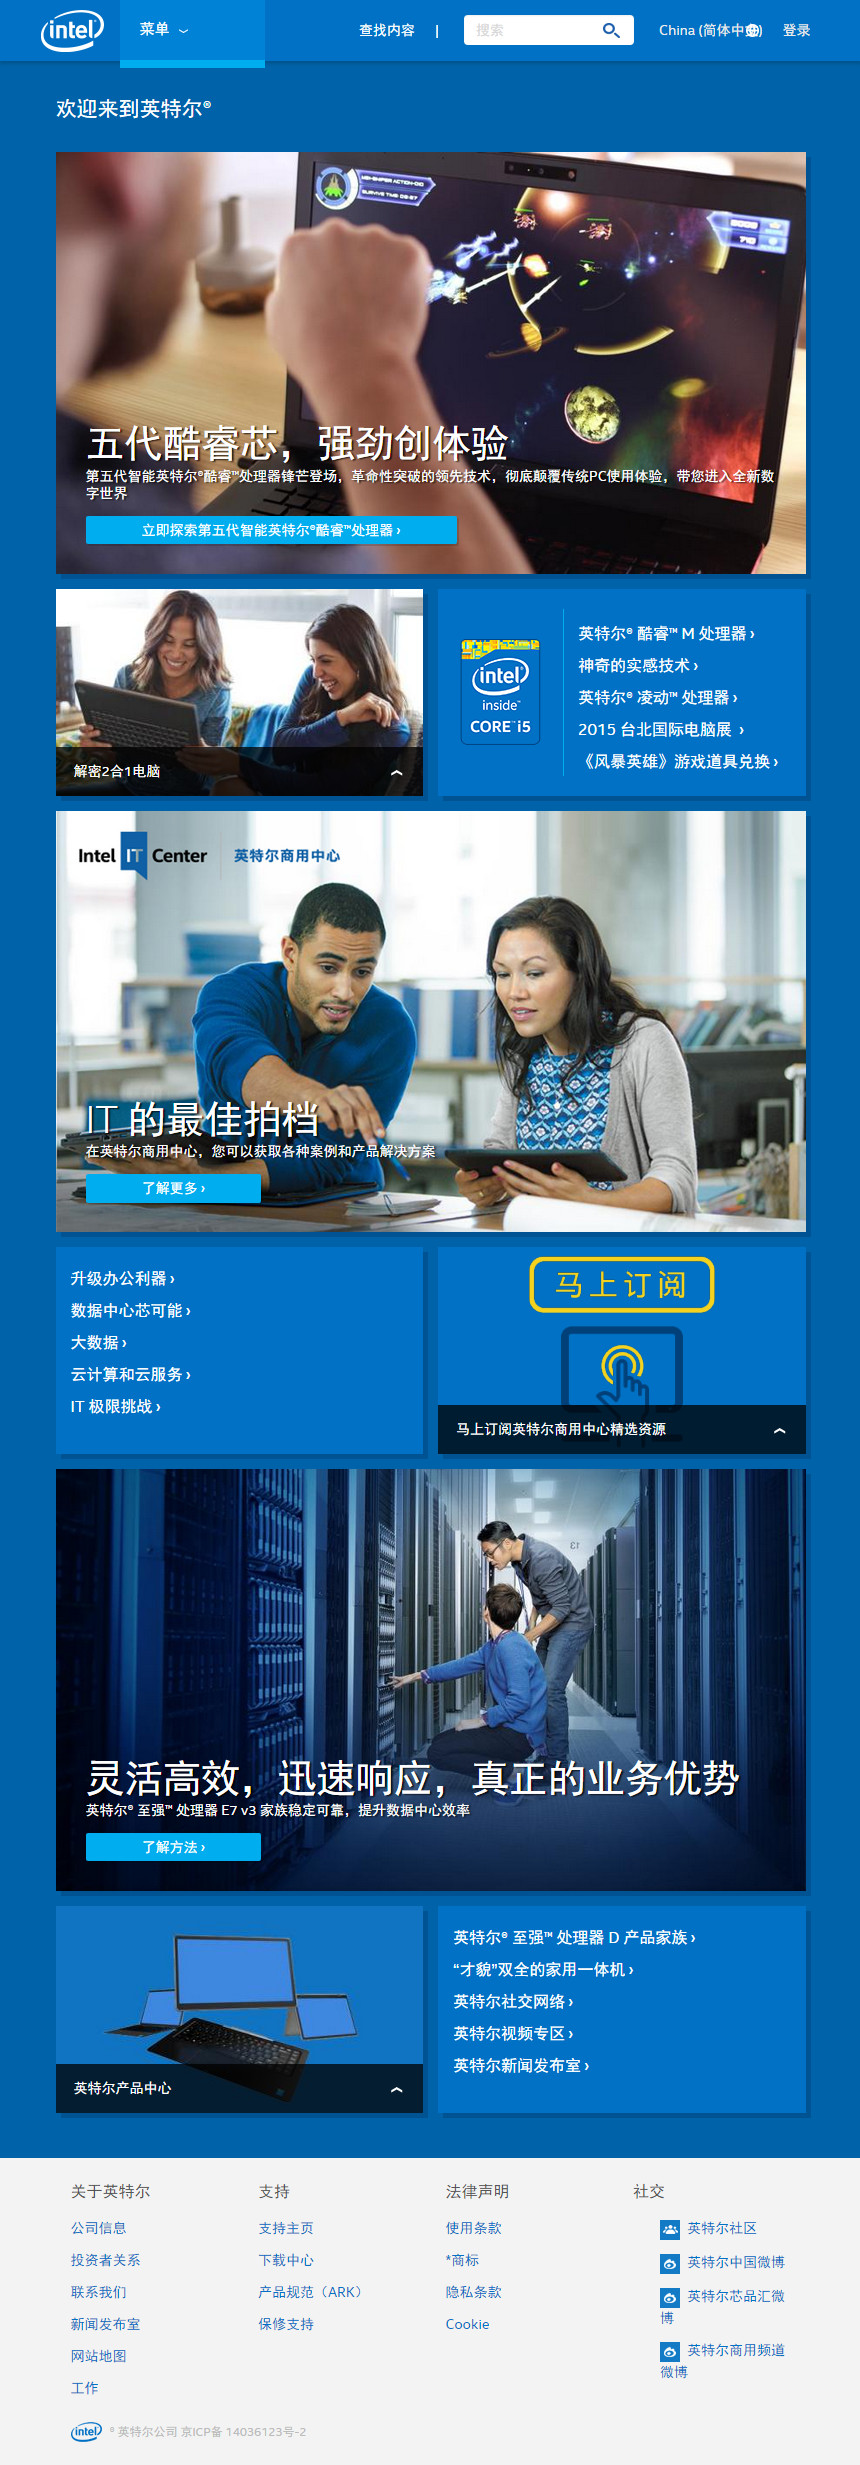 intel
菜单
查找内容 |
搜索
China (简体中文)
登录
欢迎来到英特尔®
五代酷睿芯，强劲创体验
第五代智能英特尔®酷睿™处理器锋芒登场，革命性突破的领先技术，彻底颠覆传统PC使用体验，带您进入全新数
字世界
立即探索第五代智能英特尔®酷睿™处理器 ›
解密2合1电脑
intel
inside™
CORE™ i5
英特尔® 酷睿™ M 处理器 ›
神奇的实感技术 ›
英特尔® 凌动™ 处理器 ›
2015 台北国际电脑展 ›
《风暴英雄》游戏道具兑换 ›
Intel IT Center 英特尔商用中心
IT 的最佳拍档
在英特尔商用中心，您可以获取各种案例和产品解决方案
了解更多 ›
升级办公利器 ›
数据中心芯可能 ›
大数据 ›
云计算和云服务 ›
IT 极限挑战 ›
马上订阅
马上订阅英特尔商用中心精选资源
灵活高效，迅速响应，真正的业务优势
英特尔® 至强™ 处理器 E7 v3 家族稳定可靠，提升数据中心效率
了解方法 ›
英特尔产品中心
英特尔® 至强™ 处理器 D 产品家族 ›
“才貌”双全的家用一体机 ›
英特尔社交网络 ›
英特尔视频专区 ›
英特尔新闻发布室 ›
关于英特尔
公司信息
投资者关系
联系我们
新闻发布室
网站地图
工作
支持
支持主页
下载中心
产品规范（ARK）
保修支持
法律声明
使用条款
*商标
隐私条款
Cookie
社交
英特尔社区
英特尔中国微博
英特尔芯品汇微
博
英特尔商用频道
微博
intel ® 英特尔公司 京ICP备 14036123号-2